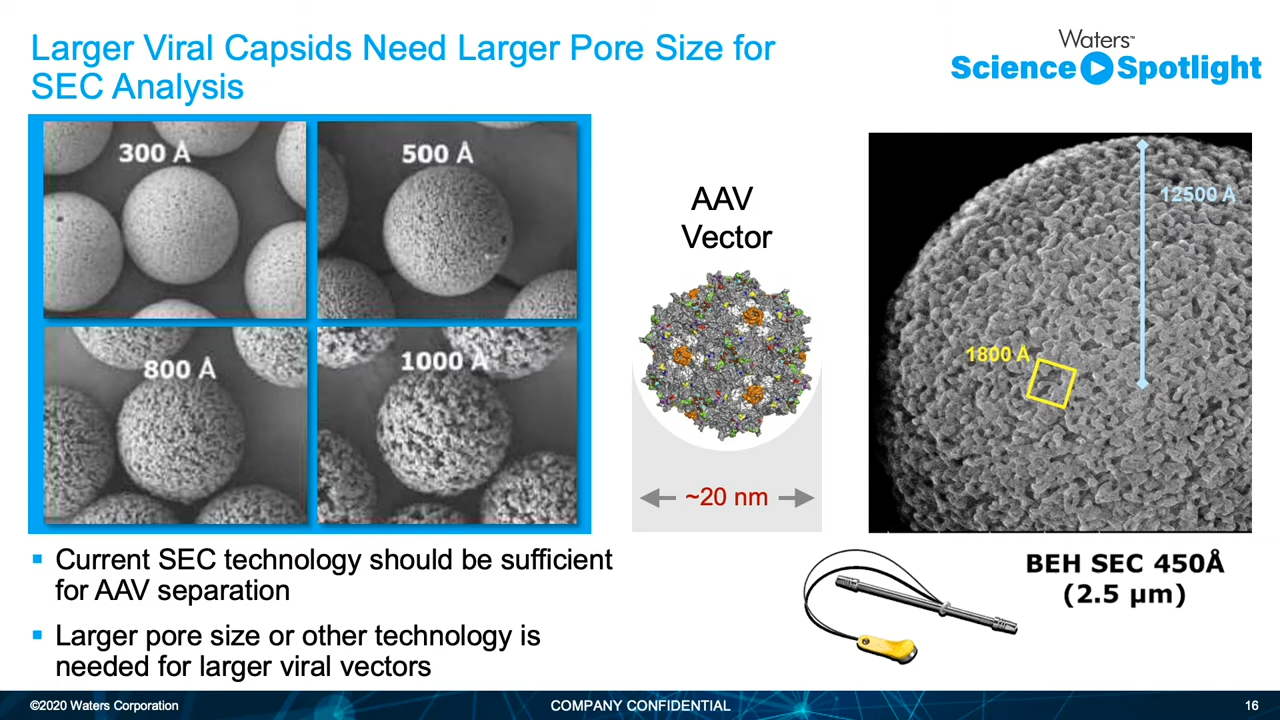 Larger Viral Capsids Need Larger Pore Size for
SEC Analysis
Waters™
Science Spotlight
300 Å
500 Å
800 Å
1000 Å
AAV
Vector
~20 nm
12500 Å
1800 Å
BEH SEC 450Å
(2.5 µm)
▪ Current SEC technology should be sufficient
for AAV separation
▪ Larger pore size or other technology is
needed for larger viral vectors
©2020 Waters Corporation
COMPANY CONFIDENTIAL
16